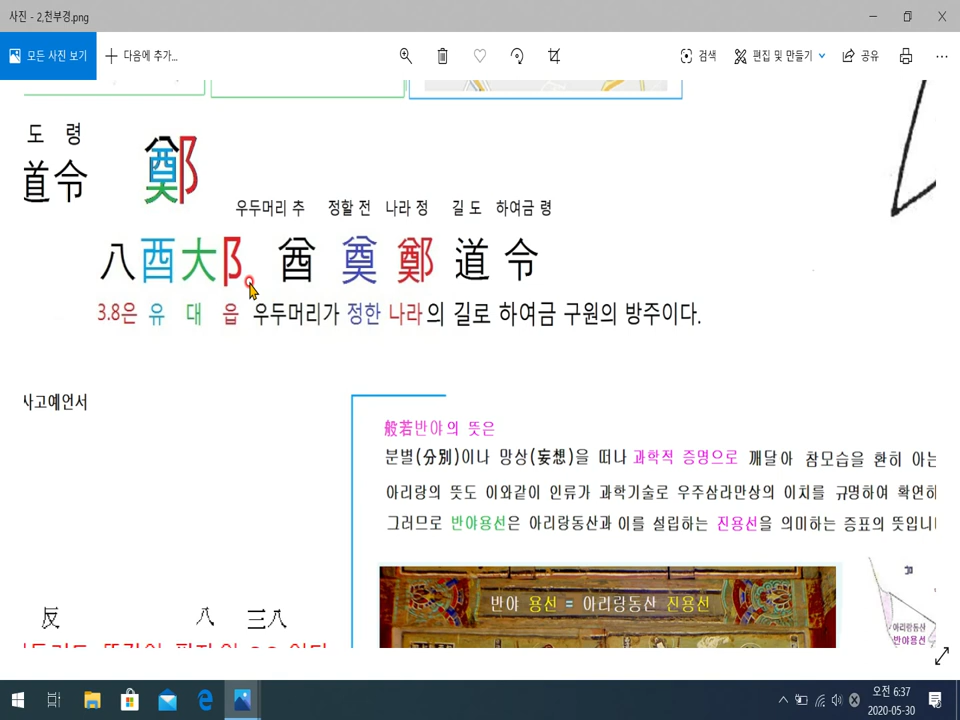 사진 - 2.천부경.png
모든 사진 보기 다음에 추가... 검색 편집 및 만들기 공유
도 령
道令 鄭
우두머리 추 정할 전 나라 정 길 도 하여금 령
八酉大阝。酋 奠 鄭 道 令
3.8은 유 대 읍 우두머리가 정한 나라의 길로 하여금 구원의 방주이다.
사고예언서
般若반야의 뜻은
분별(分別)이나 망상(妄想)을 떠나 과학적 증명으로 깨달아 참모습을 환히 아는
아리랑의 뜻도 이와같이 인류가 과학기술로 우주삼라만상의 이치를 규명하여 확연하
그러므로 반야용선은 아리랑동산과 이를 설립하는 진용선을 의미하는 증표의 뜻입니
반야 용선 = 아리랑동산 진용선
아리랑동산
반야용선
反 八 三八
오전 6:37
2020-05-30